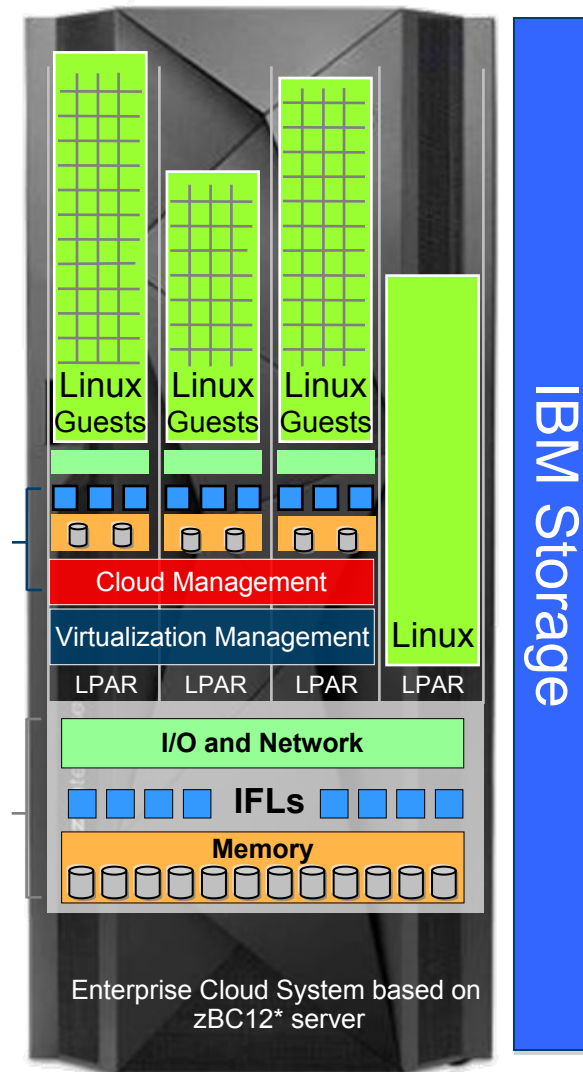 Linux
Guests
Linux
Guests
Linux
Guests
Cloud Management
Virtualization Management
Linux
LPAR
LPAR
LPAR
LPAR
I/O and Network
IFLs
Memory
Enterprise Cloud System based on
zBC12* server
IBM Storage